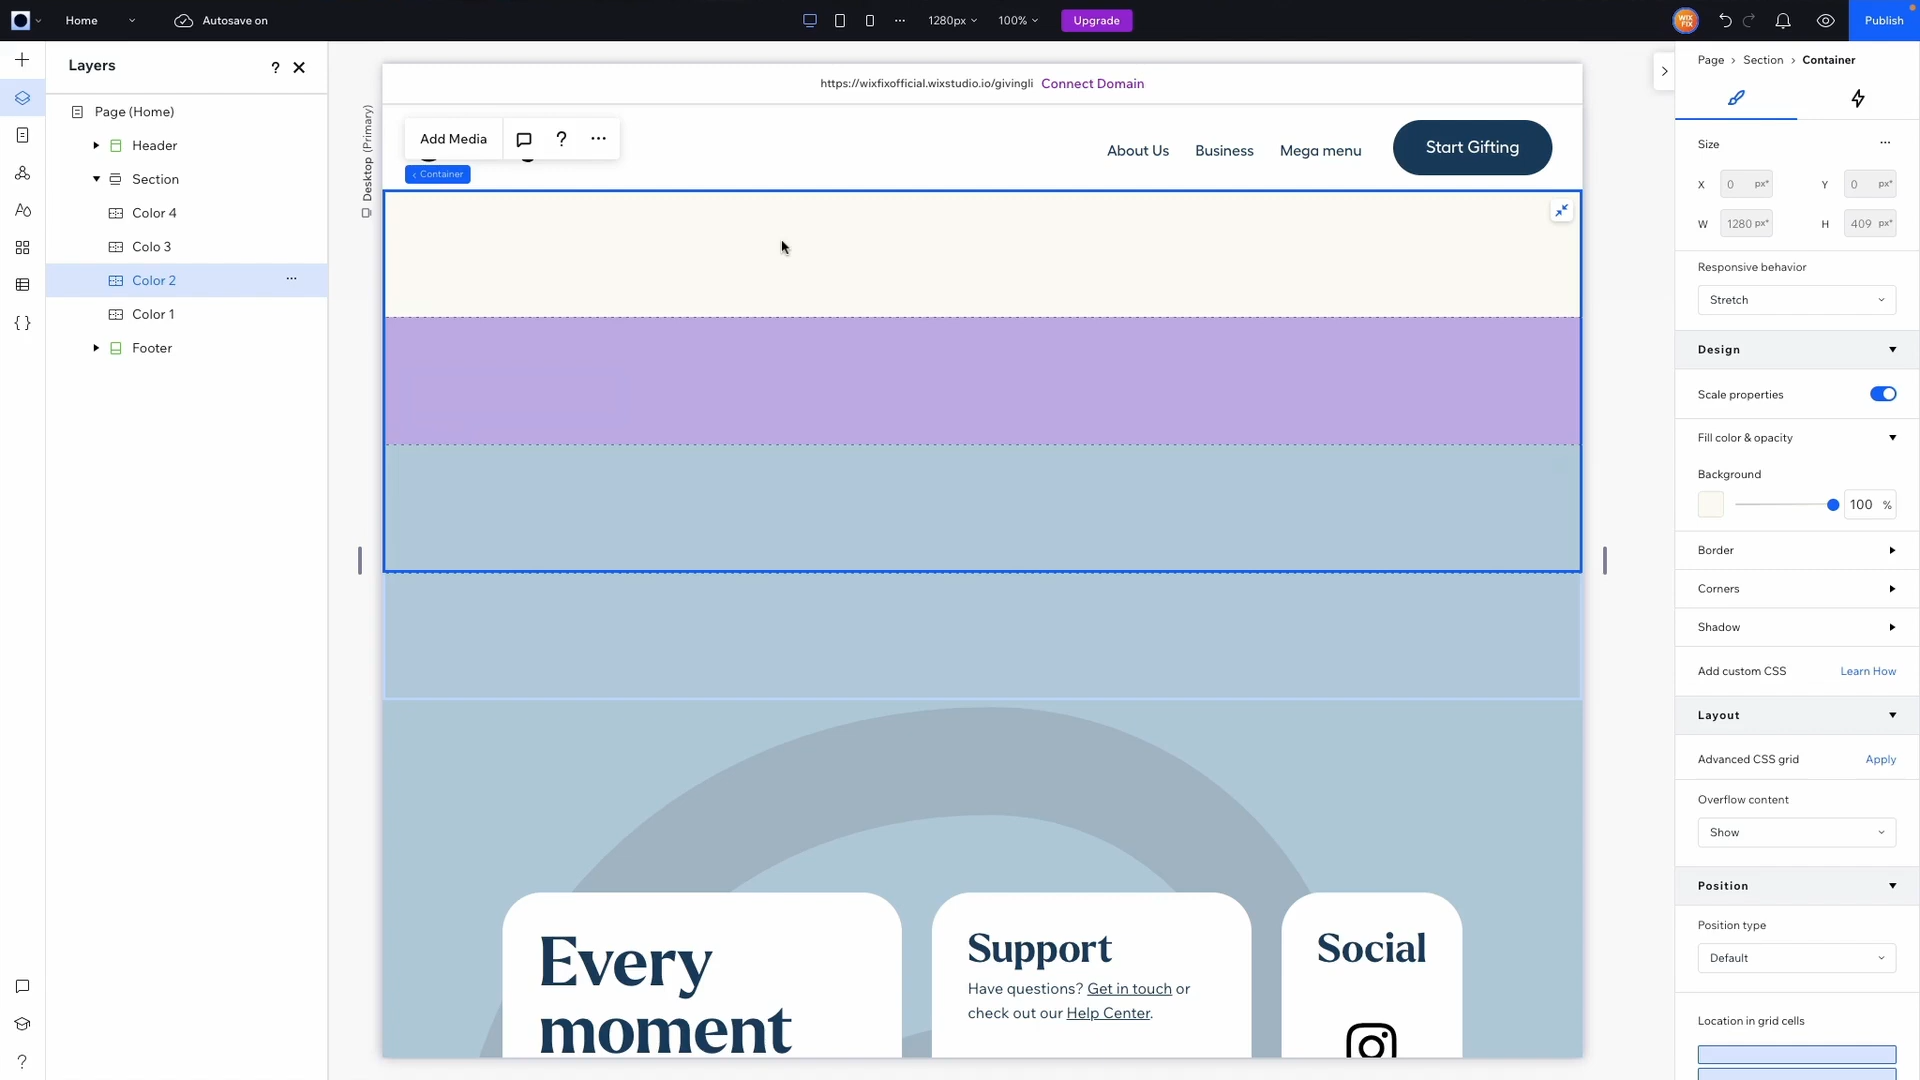 Home
Autosave on
1280px
100%
Upgrade
WIX
FIX
Publish
Layers
?
Page (Home)
Header
Section
Color 4
Colo 3
Color 2
Color 1
Footer
?
Desktop (Primary)
https://wixfixofficial.wixstudio.io/givingli Connect Domain
Add Media
?
Container
About Us
Business
Mega menu
Start Gifting
Every
moment
Support
Have questions? Get in touch or
check out our Help Center.
Social
Page > Section > Container
Size
X 0 px* Y 0 px*
W 1280 px* H 409 px*
Responsive behavior
Stretch
Design
Scale properties
Fill color & opacity
Background
100 %
Border
Corners
Shadow
Add custom CSS Learn How
Layout
Advanced CSS grid Apply
Overflow content
Show
Position
Position type
Default
Location in grid cells